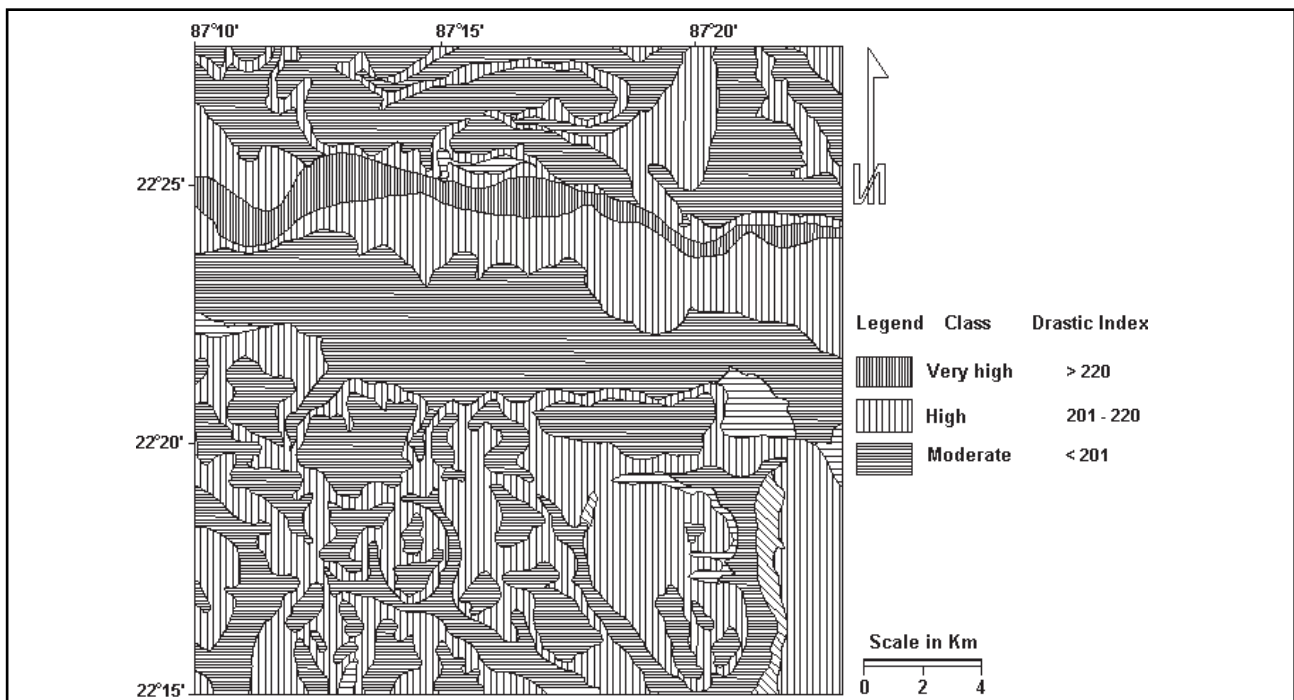 87°10' 87°15' 87°20'
22°25'
22°20'
22°15'
N
Legend Class Drastic Index
Very high > 220
High 201 - 220
Moderate < 201
Scale in Km
0 2 4